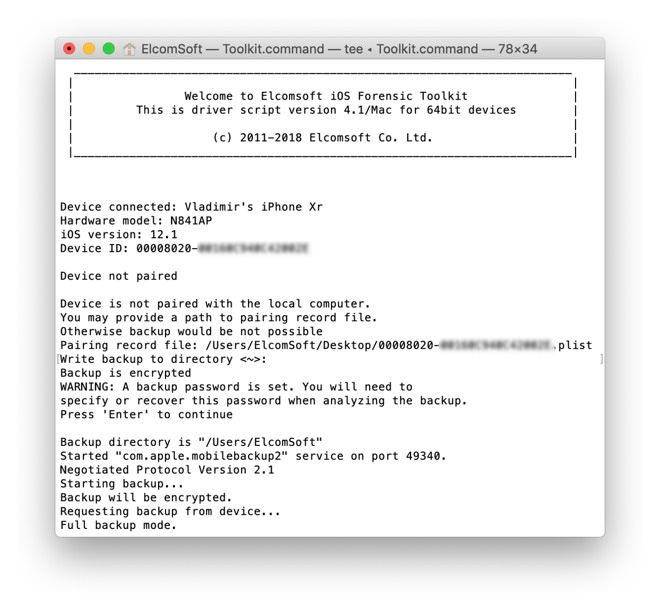 ElcomSoft — Toolkit.command — tee ◂ Toolkit.command — 78×34
Welcome to Elcomsoft iOS Forensic Toolkit
This is driver script version 4.1/Mac for 64bit devices
(c) 2011-2018 Elcomsoft Co. Ltd.
Device connected: Vladimir's iPhone Xr
Hardware model: N841AP
iOS version: 12.1
Device ID: 00008020-
Device not paired
Device is not paired with the local computer.
You may provide a path to pairing record file.
Otherwise backup would be not possible
Pairing record file: /Users/ElcomSoft/Desktop/00008020- .plist
Write backup to directory <~>:
Backup is encrypted
WARNING: A backup password is set. You will need to
specify or recover this password when analyzing the backup.
Press 'Enter' to continue
Backup directory is "/Users/ElcomSoft"
Started "com.apple.mobilebackup2" service on port 49340.
Negotiated Protocol Version 2.1
Starting backup...
Backup will be encrypted.
Requesting backup from device...
Full backup mode.